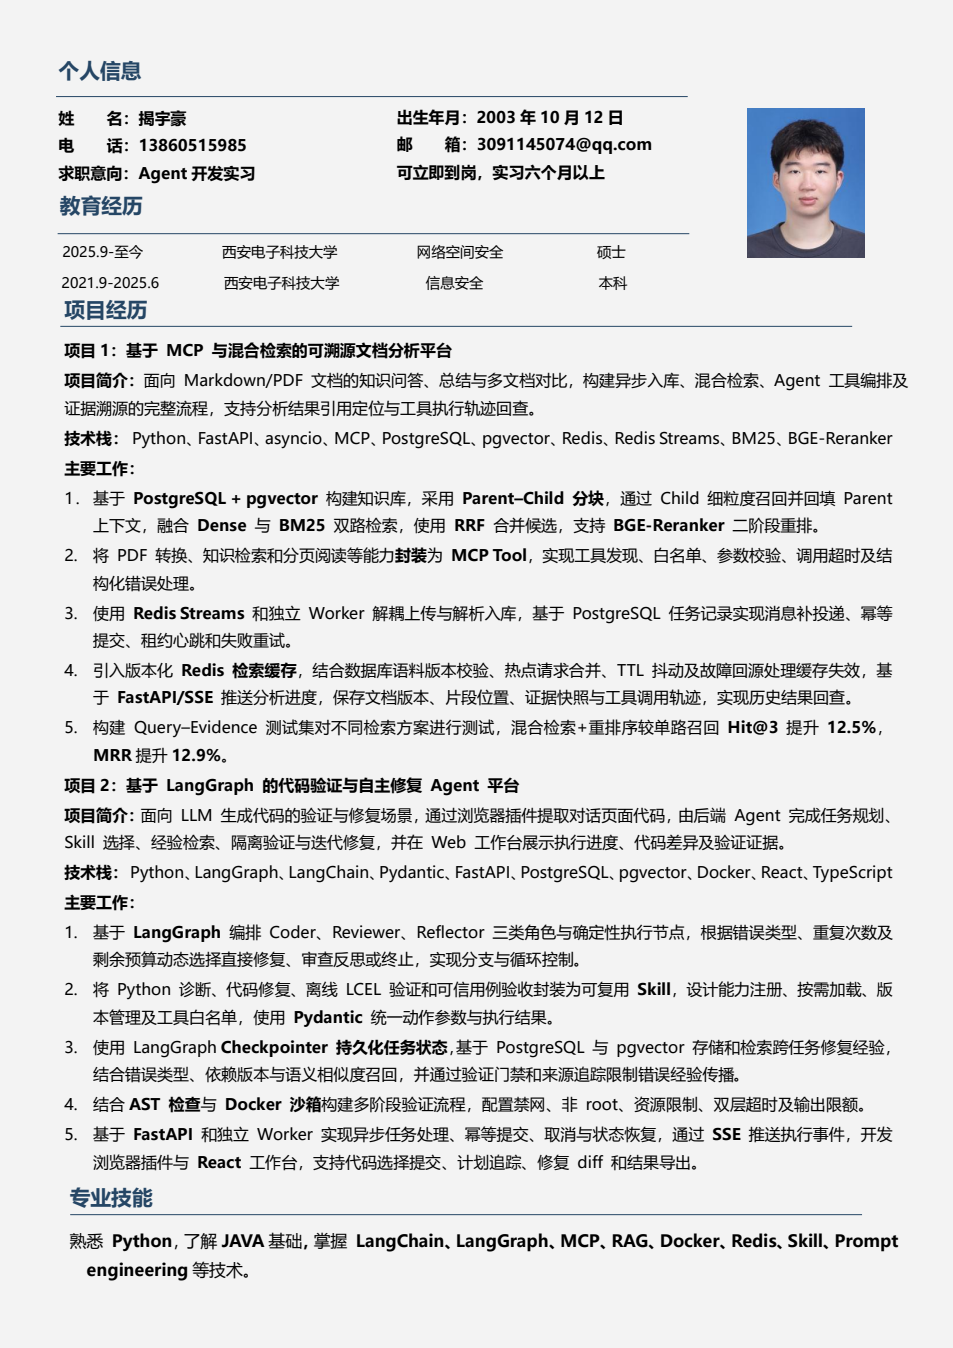 个人信息
姓　　名：揭宇豪　　出生年月：2003 年 10 月 12 日
电　　话：13860515985　　邮　　箱：3091145074@qq.com
求职意向：Agent 开发实习　　可立即到岗，实习六个月以上
教育经历
2025.9-至今　　西安电子科技大学　　网络空间安全　　硕士
2021.9-2025.6　　西安电子科技大学　　信息安全　　本科
项目经历
项目 1：基于 MCP 与混合检索的可溯源文档分析平台
项目简介：面向 Markdown/PDF 文档的知识问答、总结与多文档对比，构建异步入库、混合检索、Agent 工具编排及
证据溯源的完整流程，支持分析结果引用定位与工具执行轨迹回查。
技术栈： Python、FastAPI、asyncio、MCP、PostgreSQL、pgvector、Redis、Redis Streams、BM25、BGE-Reranker
主要工作：
1. 基于 PostgreSQL + pgvector 构建知识库，采用 Parent–Child 分块，通过 Child 细粒度召回并回填 Parent
上下文，融合 Dense 与 BM25 双路检索，使用 RRF 合并候选，支持 BGE-Reranker 二阶段重排。
2. 将 PDF 转换、知识检索和分页阅读等能力封装为 MCP Tool，实现工具发现、白名单、参数校验、调用超时及结
构化错误处理。
3. 使用 Redis Streams 和独立 Worker 解耦上传与解析入库，基于 PostgreSQL 任务记录实现消息补投递、幂等
提交、租约心跳和失败重试。
4. 引入版本化 Redis 检索缓存，结合数据库语料版本校验、热点请求合并、TTL 抖动及故障回源处理缓存失效，基
于 FastAPI/SSE 推送分析进度，保存文档版本、片段位置、证据快照与工具调用轨迹，实现历史结果回查。
5. 构建 Query–Evidence 测试集对不同检索方案进行测试，混合检索+重排序较单路召回 Hit@3 提升 12.5%，
MRR 提升 12.9%。
项目 2：基于 LangGraph 的代码验证与自主修复 Agent 平台
项目简介：面向 LLM 生成代码的验证与修复场景，通过浏览器插件提取对话页面代码，由后端 Agent 完成任务规划、
Skill 选择、经验检索、隔离验证与迭代修复，并在 Web 工作台展示执行进度、代码差异及验证证据。
技术栈： Python、LangGraph、LangChain、Pydantic、FastAPI、PostgreSQL、pgvector、Docker、React、TypeScript
主要工作：
1. 基于 LangGraph 编排 Coder、Reviewer、Reflector 三类角色与确定性执行节点，根据错误类型、重复次数及
剩余预算动态选择直接修复、审查反思或终止，实现分支与循环控制。
2. 将 Python 诊断、代码修复、离线 LCEL 验证和可信用例验收封装为可复用 Skill，设计能力注册、按需加载、版
本管理及工具白名单，使用 Pydantic 统一动作参数与执行结果。
3. 使用 LangGraph Checkpointer 持久化任务状态，基于 PostgreSQL 与 pgvector 存储和检索跨任务修复经验，
结合错误类型、依赖版本与语义相似度召回，并通过验证门禁和来源追踪限制错误经验传播。
4. 结合 AST 检查与 Docker 沙箱构建多阶段验证流程，配置禁网、非 root、资源限制、双层超时及输出限额。
5. 基于 FastAPI 和独立 Worker 实现异步任务处理、幂等提交、取消与状态恢复，通过 SSE 推送执行事件，开发
浏览器插件与 React 工作台，支持代码选择提交、计划追踪、修复 diff 和结果导出。
专业技能
熟悉 Python，了解 JAVA 基础，掌握 LangChain、LangGraph、MCP、RAG、Docker、Redis、Skill、Prompt
engineering 等技术。